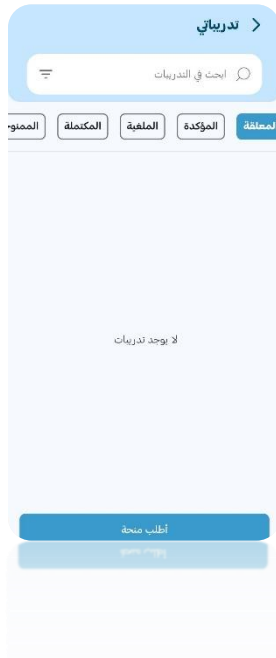 تدريباتي
ابحث في التدريبات
المعلقة
المؤكدة
الملغية
المكتملة
لا يوجد تدريبات
أطلب منحة